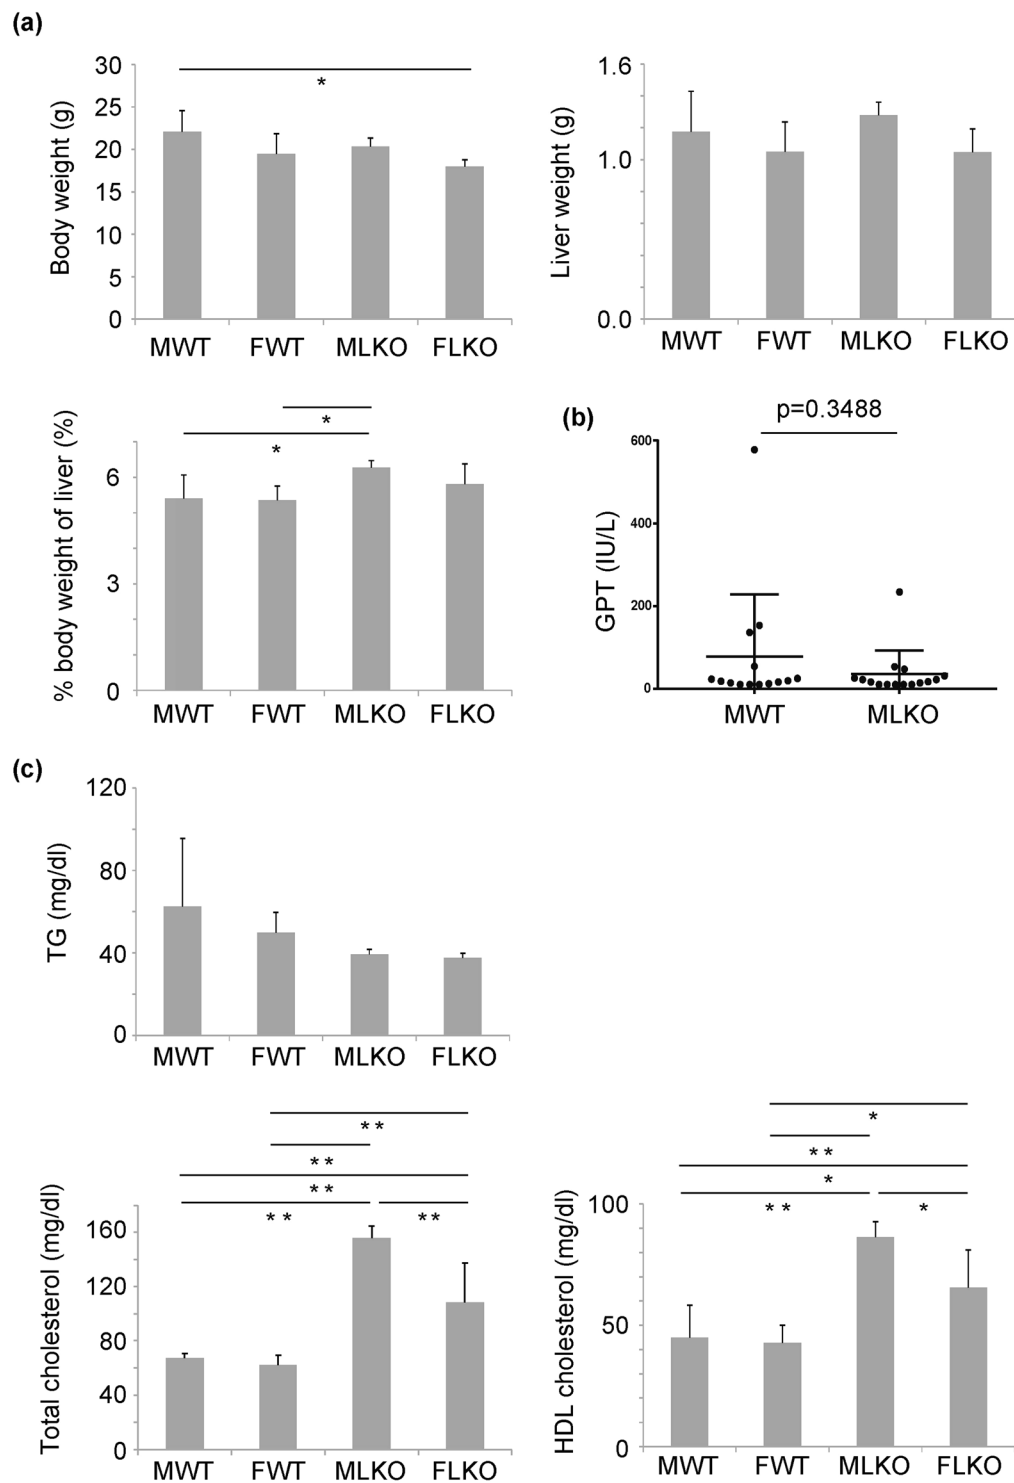 (a)
Body weight (g)
30
25
20
15
10
5
0
*
MWT FWT MLKO FLKO
Liver weight (g)
1.6
1.0
0.0
MWT FWT MLKO FLKO
% body weight of liver (%)
6
3
0
*
*
MWT FWT MLKO FLKO
(b)
p=0.3488
GPT (IU/L)
600
400
200
0
MWT MLKO
(c)
TG (mg/dl)
120
80
40
0
MWT FWT MLKO FLKO
Total cholesterol (mg/dl)
160
120
80
40
0
**
**
**
** **
MWT FWT MLKO FLKO
HDL cholesterol (mg/dl)
100
50
0
*
**
*
** *
MWT FWT MLKO FLKO